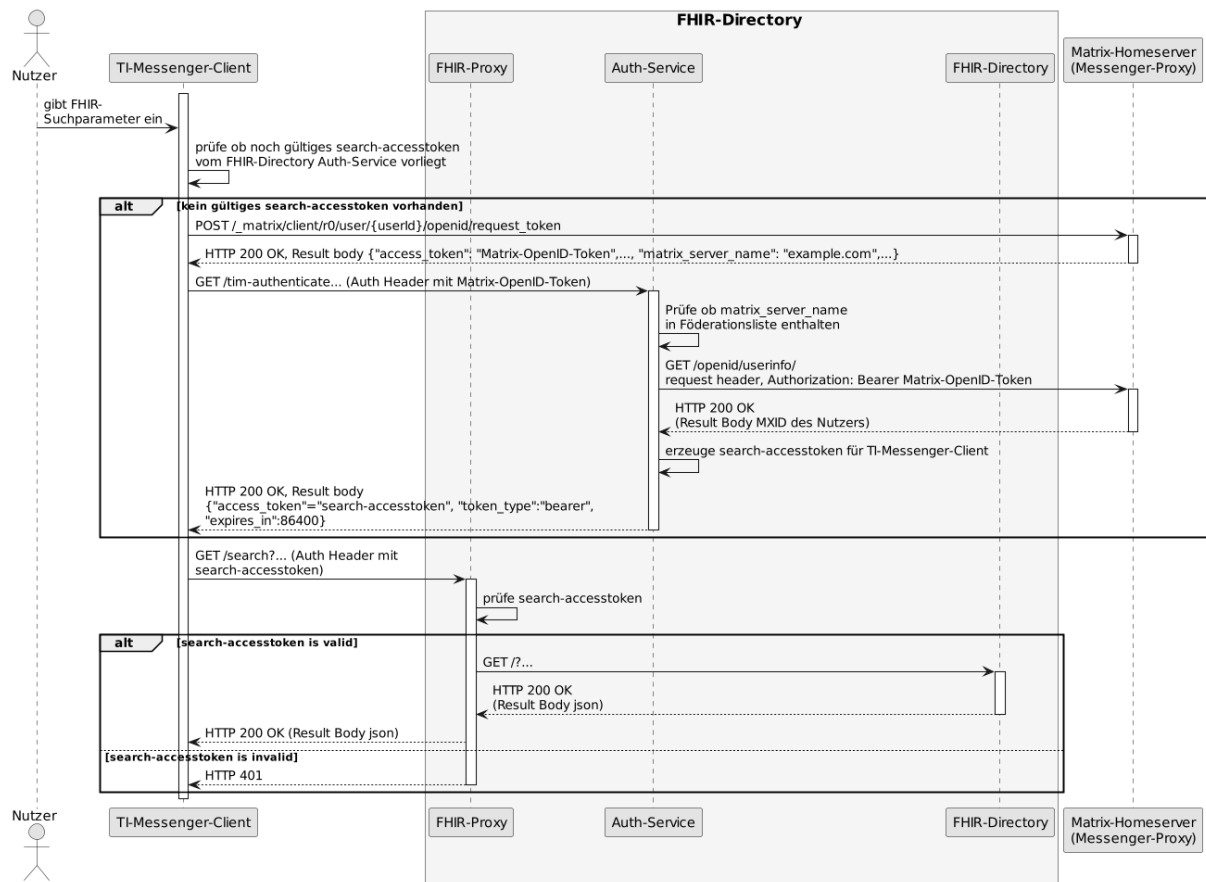 FHIR-Directory
Nutzer
TI-Messenger-Client
FHIR-Proxy
Auth-Service
FHIR-Directory
Matrix-Homeserver
(Messenger-Proxy)
gibt FHIR-
Suchparameter ein
prüfe ob noch gültiges search-accesstoken
vom FHIR-Directory Auth-Service vorliegt
alt
[kein gültiges search-accesstoken vorhanden]
POST /_matrix/client/r0/user/{userId}/openid/request_token
HTTP 200 OK, Result body {"access_token": "Matrix-OpenID-Token",..., "matrix_server_name": "example.com",...}
GET /tim-authenticate... (Auth Header mit Matrix-OpenID-Token)
Prüfe ob matrix_server_name
in Föderationsliste enthalten
GET /openid/userinfo/
request header, Authorization: Bearer Matrix-OpenID-Token
HTTP 200 OK
(Result Body MXID des Nutzers)
erzeuge search-accesstoken für TI-Messenger-Client
HTTP 200 OK, Result body
{"access_token"="search-accesstoken", "token_type":"bearer",
"expires_in":86400}
GET /search?... (Auth Header mit
search-accesstoken)
prüfe search-accesstoken
alt
[search-accesstoken is valid]
GET /?...
HTTP 200 OK
(Result Body json)
HTTP 200 OK (Result Body json)
[search-accesstoken is invalid]
HTTP 401
Nutzer
TI-Messenger-Client
FHIR-Proxy
Auth-Service
FHIR-Directory
Matrix-Homeserver
(Messenger-Proxy)